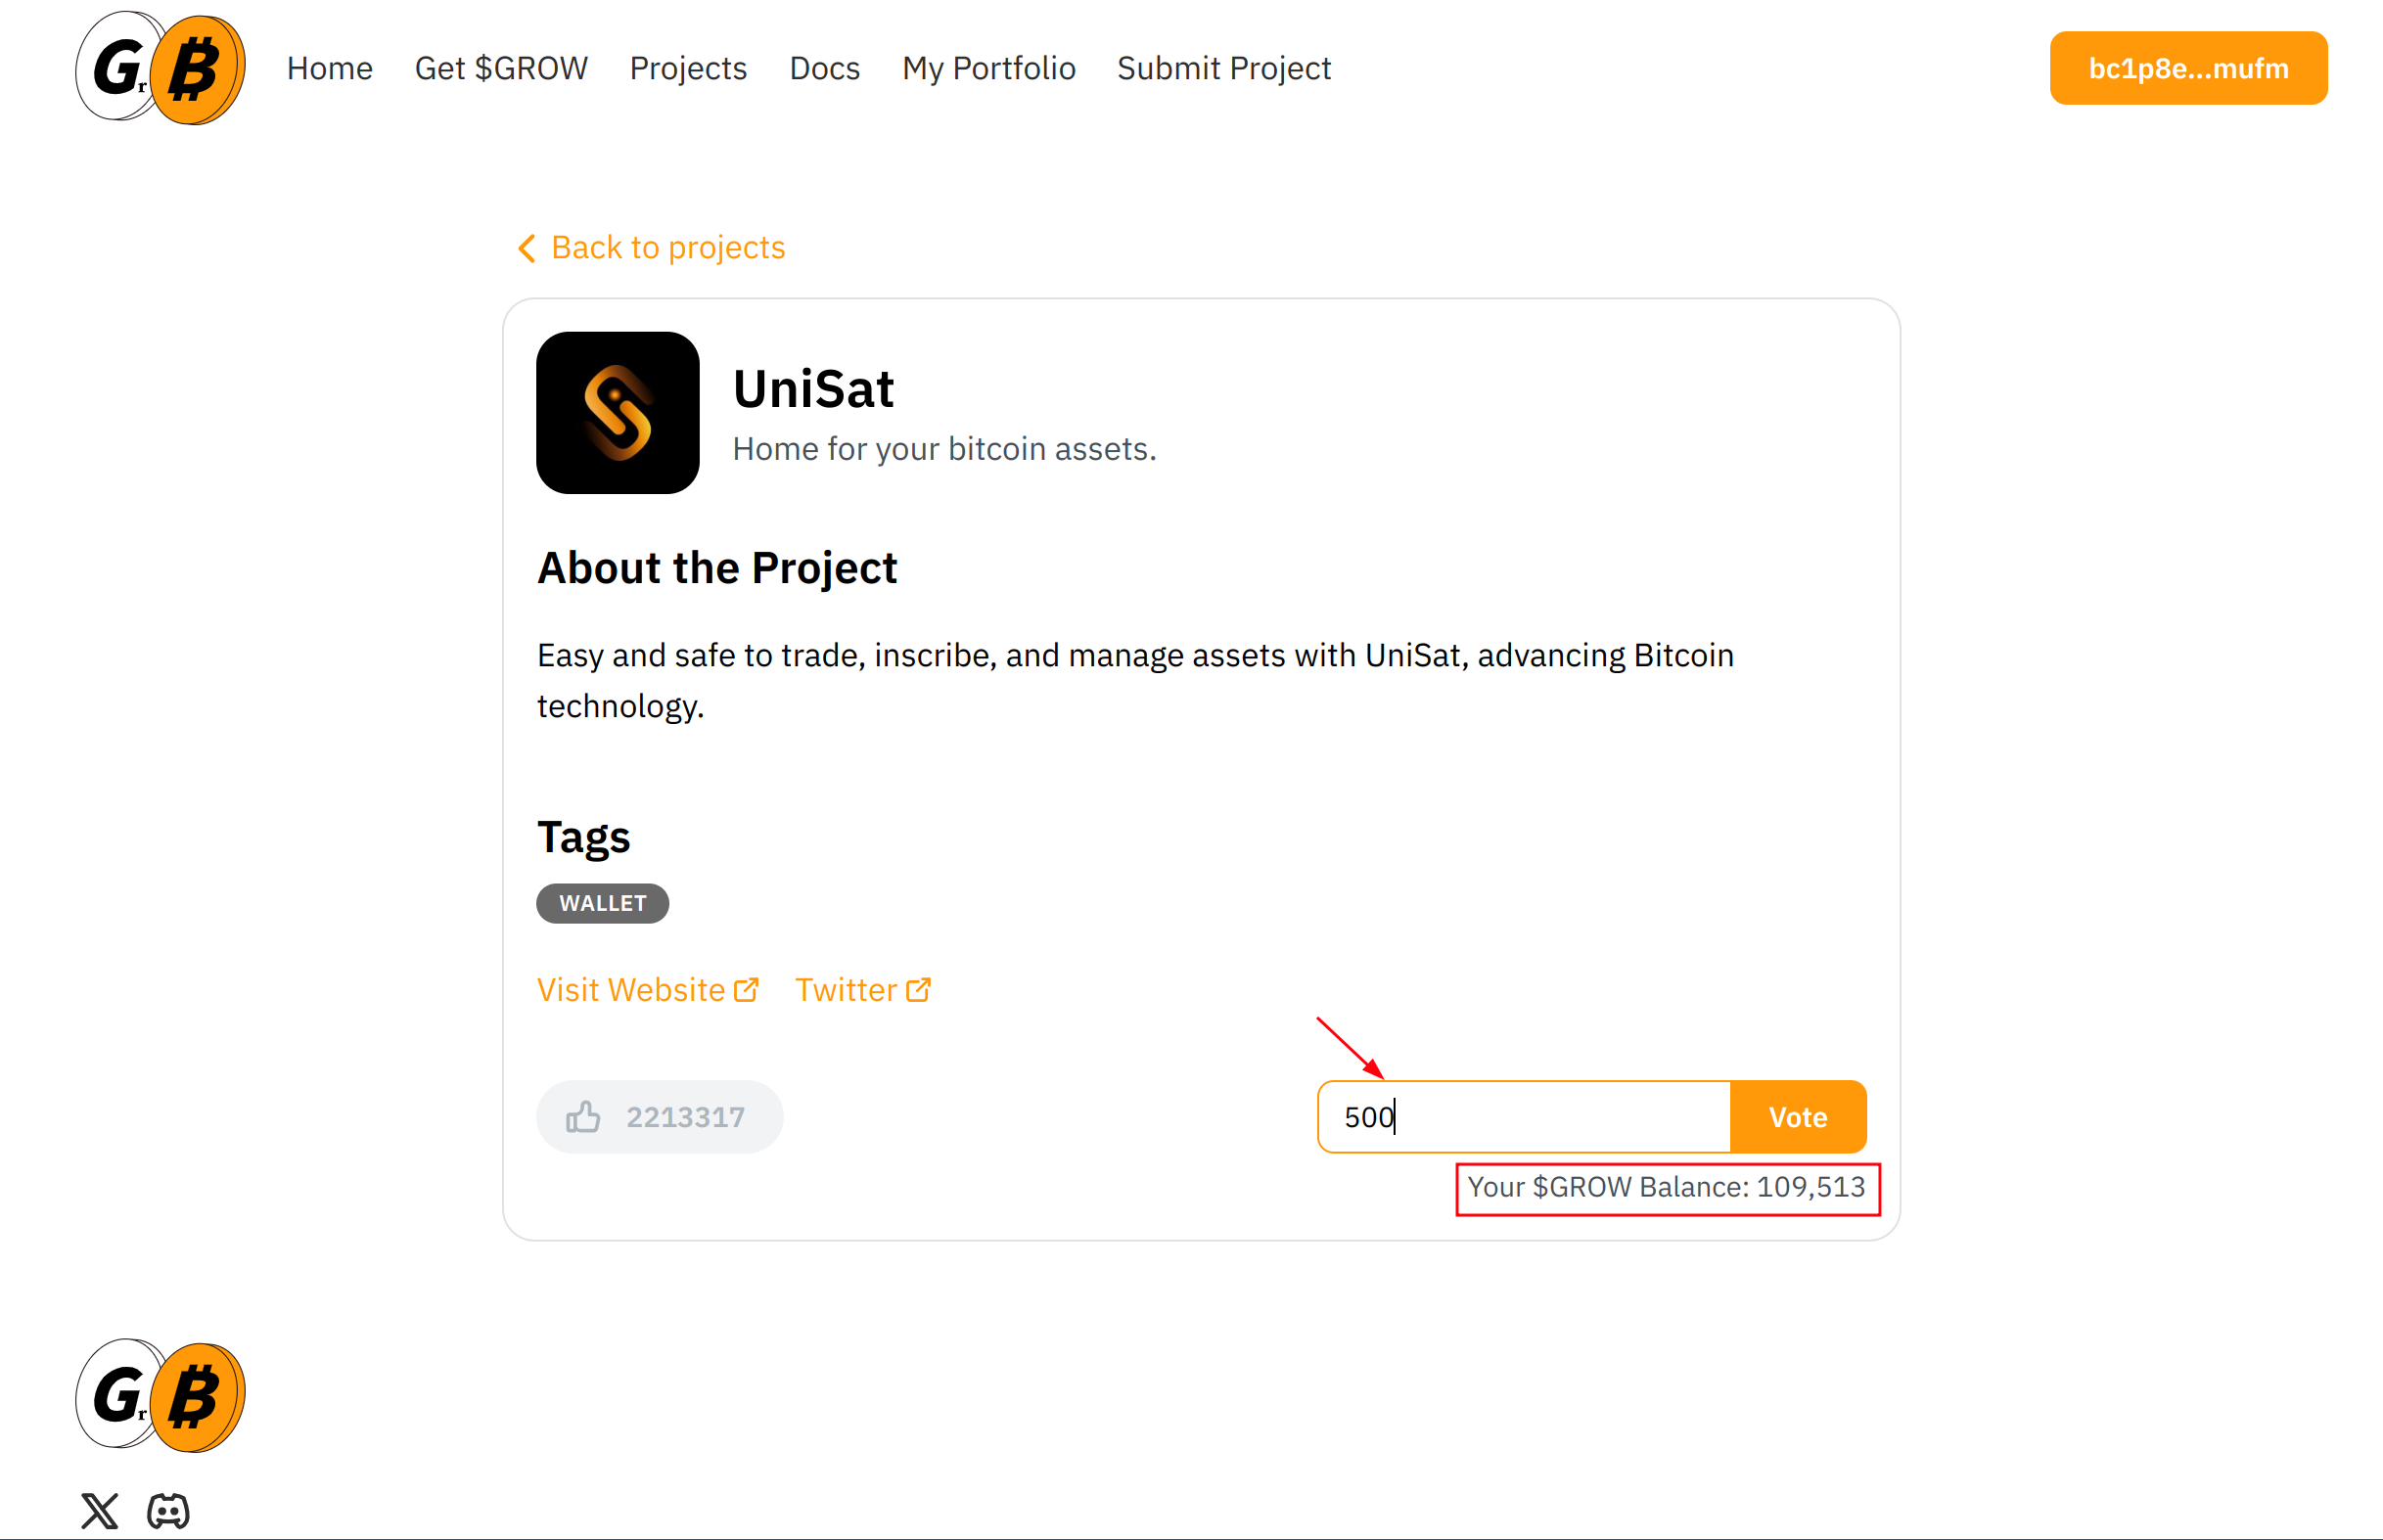 Gr ₿ Home Get $GROW Projects Docs My Portfolio Submit Project bc1p8e...mufm
Back to projects
UniSat
Home for your bitcoin assets.
About the Project
Easy and safe to trade, inscribe, and manage assets with UniSat, advancing Bitcoin
technology.
Tags
WALLET
Visit Website Twitter
2213317 500 Vote
Your $GROW Balance: 109,513
Gr ₿